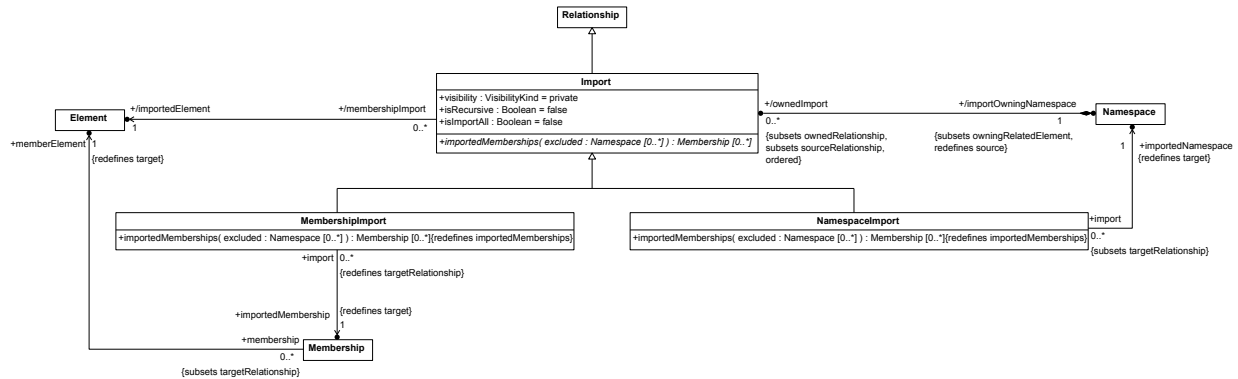 Relationship
Import
+visibility : VisibilityKind = private
+isRecursive : Boolean = false
+isImportAll : Boolean = false
+importedMemberships( excluded : Namespace [0..*] ) : Membership [0..*]
+/importedElement
1
+/membershipImport
0..*
Element
+memberElement
1
{redefines target}
+/ownedImport
0..*
{subsets ownedRelationship,
subsets sourceRelationship,
ordered}
+/importOwningNamespace
1
{subsets owningRelatedElement,
redefines source}
Namespace
1
+importedNamespace
{redefines target}
MembershipImport
+importedMemberships( excluded : Namespace [0..*] ) : Membership [0..*]{redefines importedMemberships}
NamespaceImport
+importedMemberships( excluded : Namespace [0..*] ) : Membership [0..*]{redefines importedMemberships}
+import
0..*
{subsets targetRelationship}
+import
0..*
{redefines targetRelationship}
{redefines target}
+importedMembership
1
+membership
0..*
{subsets targetRelationship}
Membership